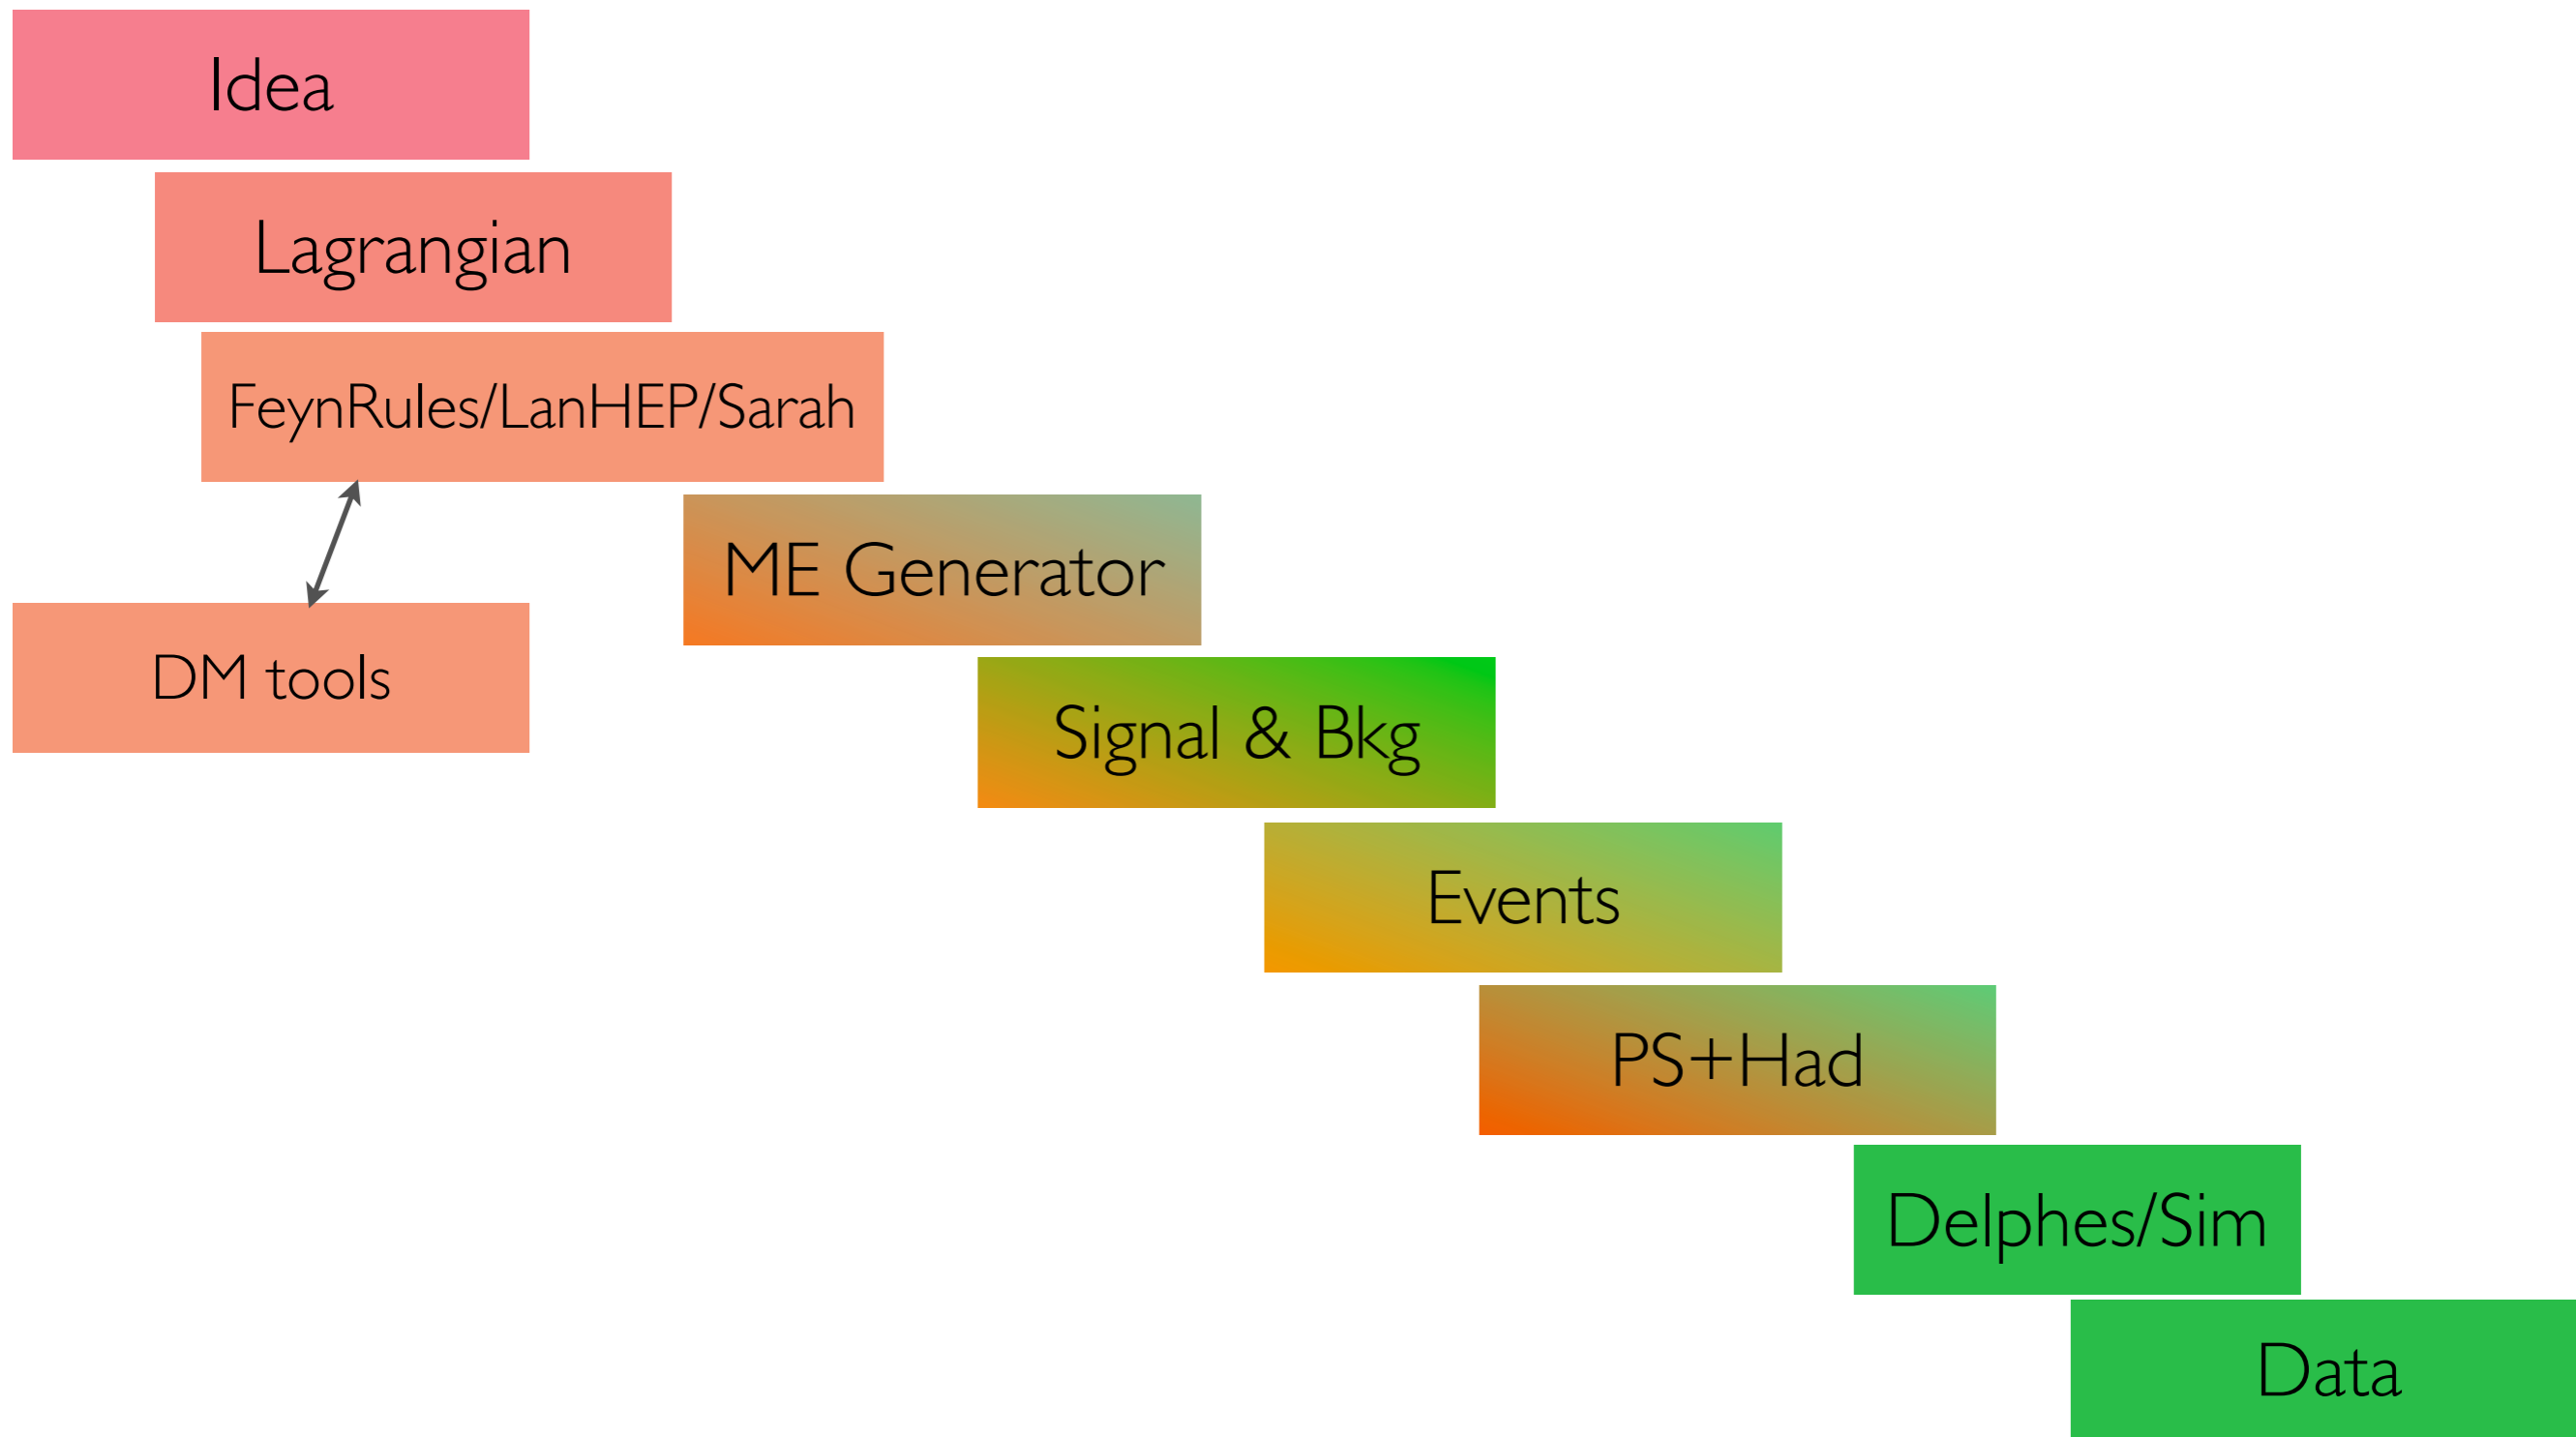 Idea
Lagrangian
FeynRules/LanHEP/Sarah
ME Generator
DM tools
Signal & Bkg
Events
PS+Had
Delphes/Sim
Data